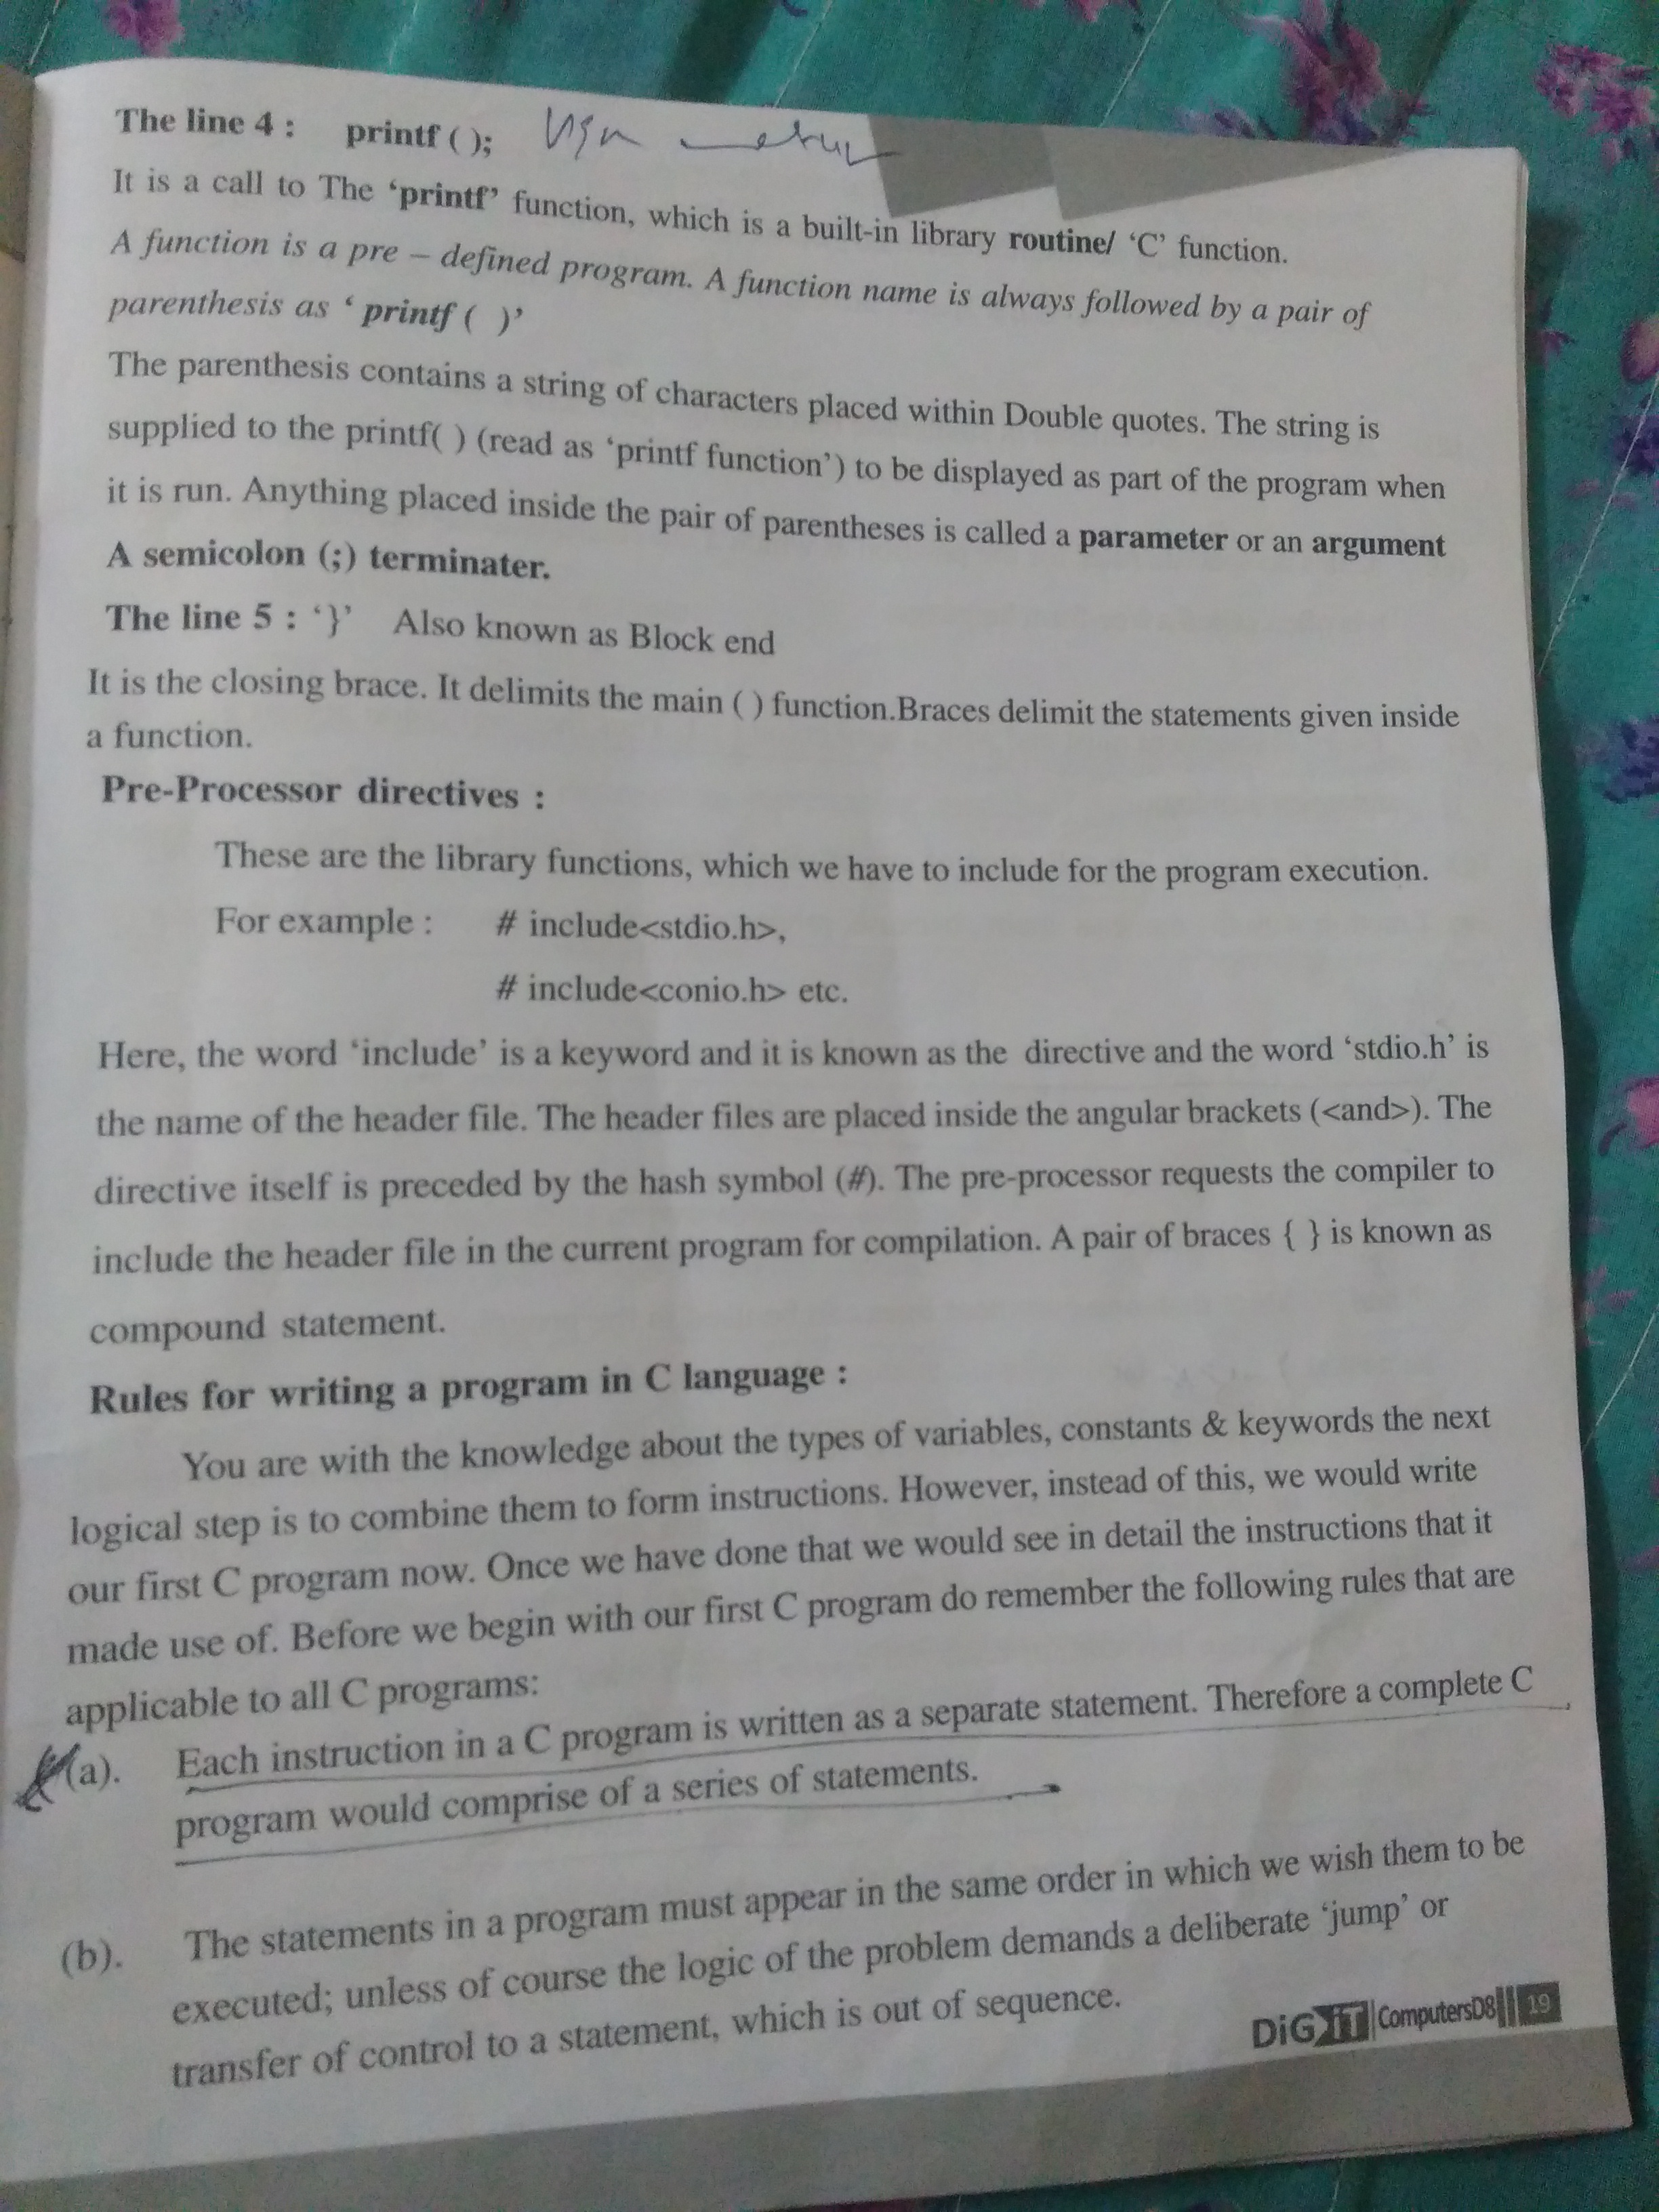 The line 4 : printf ( );
It is a call to The ‘printf’ function, which is a built-in library routine/ ‘C’ function.
A function is a pre – defined program. A function name is always followed by a pair of
parenthesis as ‘ printf ( )’
The parenthesis contains a string of characters placed within Double quotes. The string is
supplied to the printf( ) (read as ‘printf function’) to be displayed as part of the program when
it is run. Anything placed inside the pair of parentheses is called a parameter or an argument
A semicolon (;) terminater.
The line 5 : ‘}’ Also known as Block end
It is the closing brace. It delimits the main ( ) function.Braces delimit the statements given inside
a function.
Pre-Processor directives :
These are the library functions, which we have to include for the program execution.
For example : # include<stdio.h>,
# include<conio.h> etc.
Here, the word ‘include’ is a keyword and it is known as the directive and the word ‘stdio.h’ is
the name of the header file. The header files are placed inside the angular brackets (<and>). The
directive itself is preceded by the hash symbol (#). The pre-processor requests the compiler to
include the header file in the current program for compilation. A pair of braces { } is known as
compound statement.
Rules for writing a program in C language :
You are with the knowledge about the types of variables, constants & keywords the next
logical step is to combine them to form instructions. However, instead of this, we would write
our first C program now. Once we have done that we would see in detail the instructions that it
made use of. Before we begin with our first C program do remember the following rules that are
applicable to all C programs:
(a). Each instruction in a C program is written as a separate statement. Therefore a complete C
program would comprise of a series of statements.
(b). The statements in a program must appear in the same order in which we wish them to be
executed; unless of course the logic of the problem demands a deliberate ‘jump’ or
transfer of control to a statement, which is out of sequence.
DiGiT ComputersD8 19